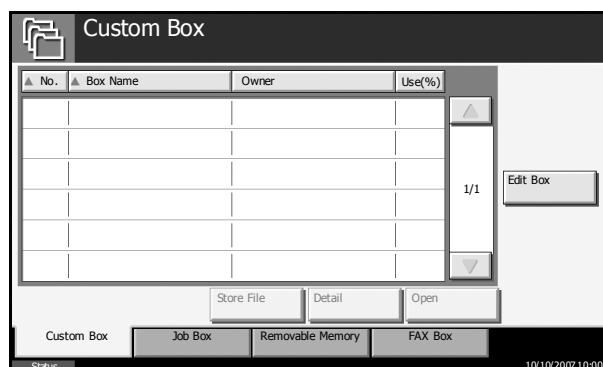 Custom Box
No. Box Name Owner Use(%)
1/1
Edit Box
Store File Detail Open
Custom Box Job Box Removable Memory FAX Box
Status 10/10/2007 10:00